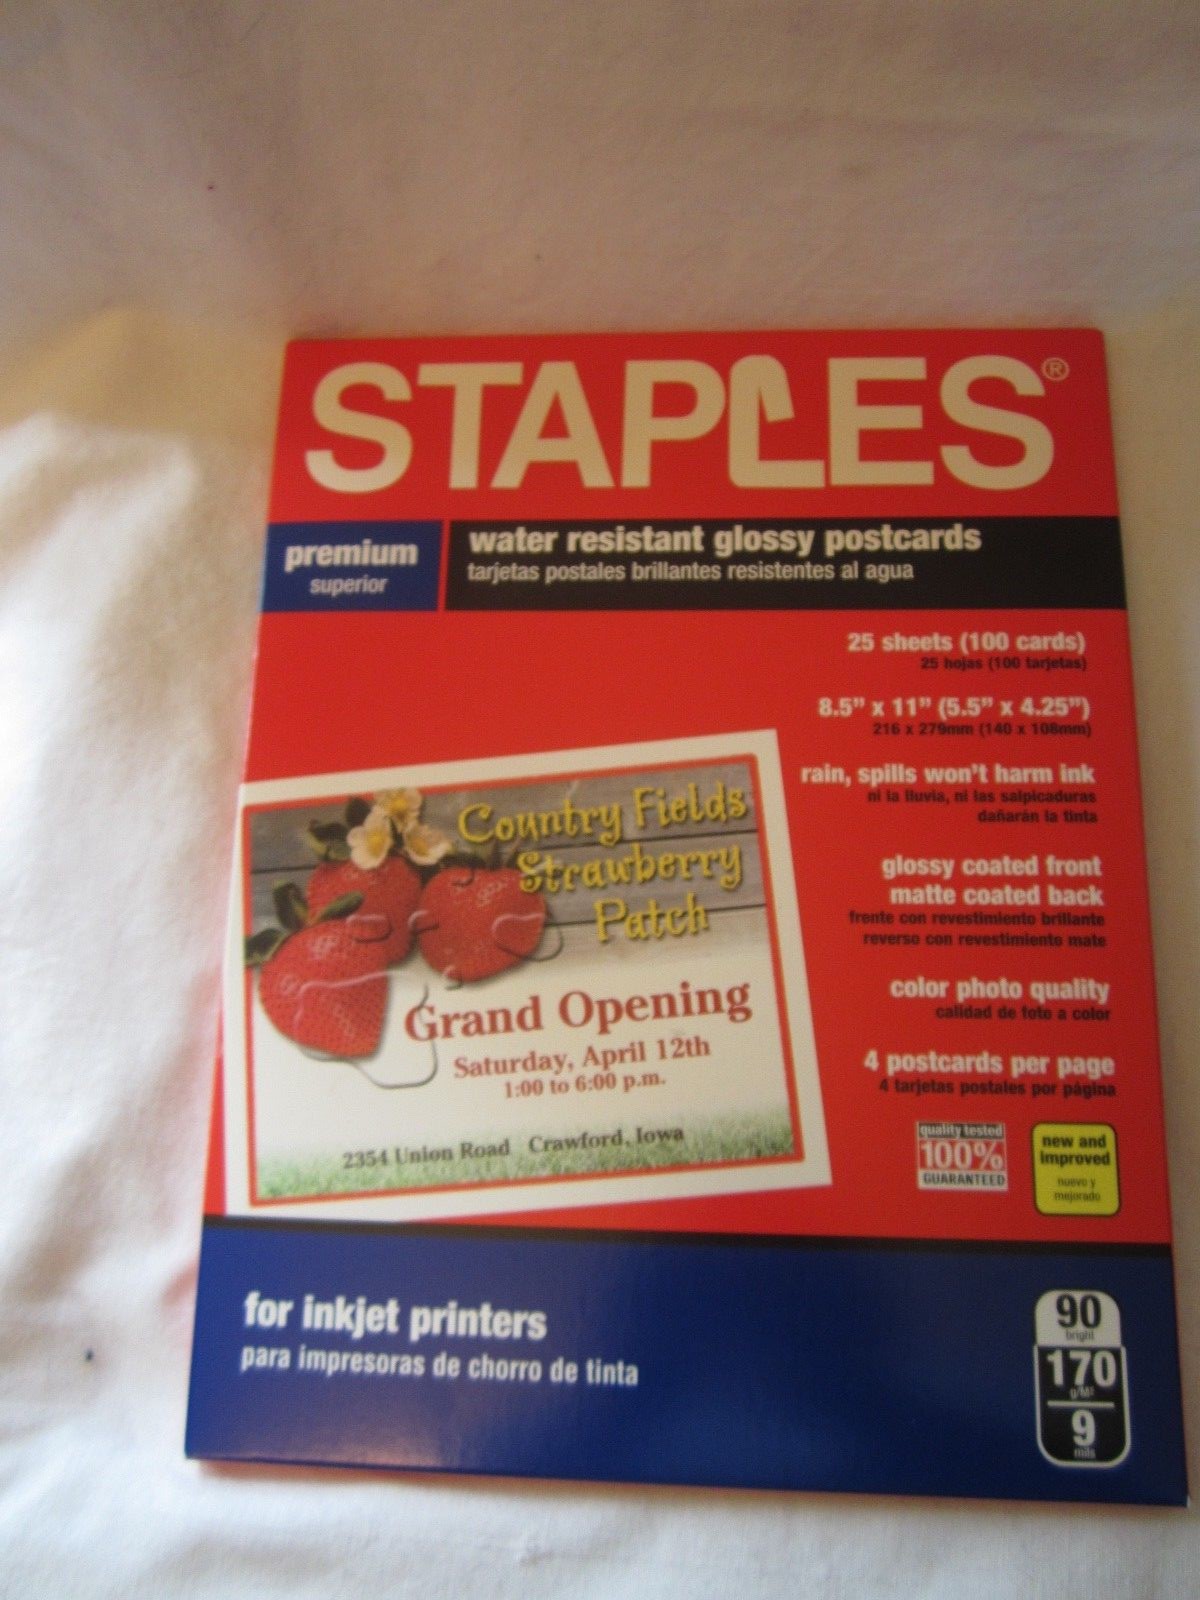 STAPLES®
premium
superior
water resistant glossy postcards
tarjetas postales brillantes resistentes al agua
25 sheets (100 cards)
25 hojas (100 tarjetas)
8.5” x 11” (5.5” x 4.25”)
216 x 279mm (140 x 108mm)
rain, spills won't harm ink
ni la lluvia, ni las salpicaduras
dañarán la tinta
glossy coated front
matte coated back
frente con revestimiento brillante
reverso con revestimiento mate
color photo quality
calidad de foto a color
4 postcards per page
4 tarjetas postales por página
quality tested
100%
GUARANTEED
new and
improved
nuevo y
mejorado
Country Fields
Strawberry
Patch
Grand Opening
Saturday, April 12th
1:00 to 6:00 p.m.
2354 Union Road Crawford, Iowa
for inkjet printers
para impresoras de chorro de tinta
90
bright
170
g/M²
9
mils